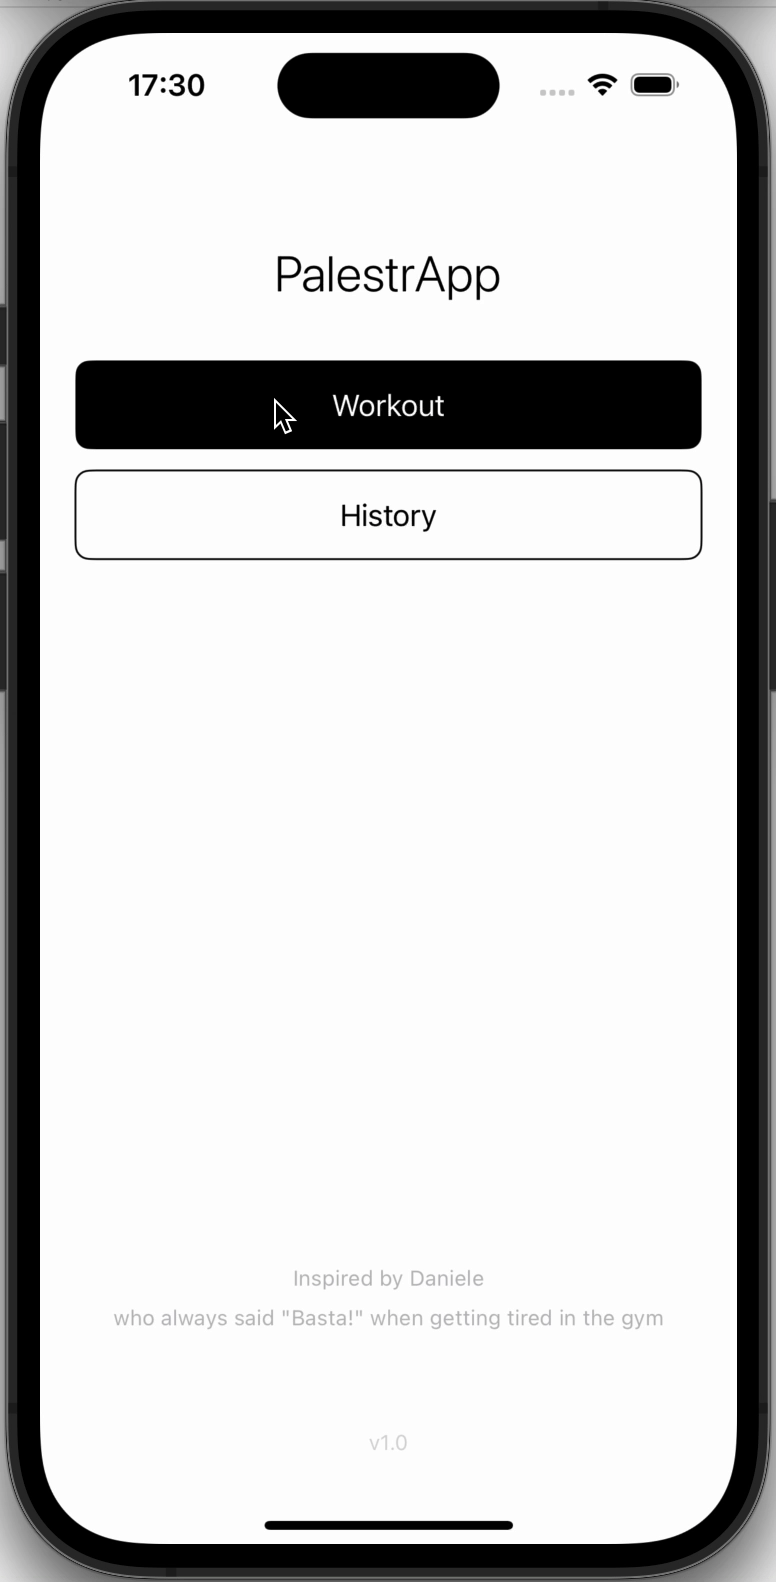 17:30
PalestrApp
Workout
History
Inspired by Daniele
who always said "Basta!" when getting tired in the gym
v1.0